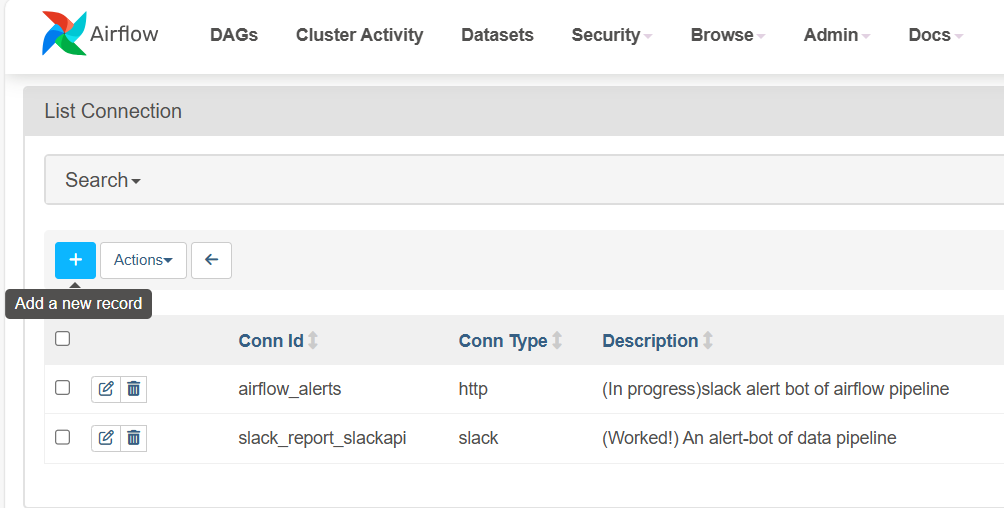 Airflow DAGs Cluster Activity Datasets Security Browse Admin Docs
List Connection
Search
+ Actions
Add a new record
Conn Id Conn Type Description
airflow_alerts http (In progress)slack alert bot of airflow pipeline
slack_report_slackapi slack (Worked!) An alert-bot of data pipeline